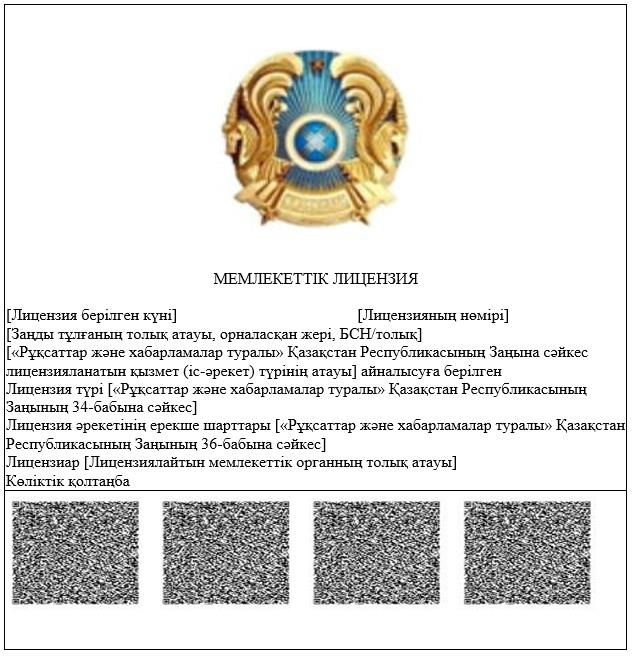 МЕМЛЕКЕТТІК ЛИЦЕНЗИЯ
[Лицензия берілген күні] [Лицензияның нөмірі]
[Заңды тұлғаның толық атауы, орналасқан жері, БСН/толық]
[«Рұқсаттар және хабарламалар туралы» Қазақстан Республикасының Заңына сәйкес
лицензияланатын қызмет (іс-әрекет) түрінің атауы] айналысуға берілген
Лицензия түрі [«Рұқсаттар және хабарламалар туралы» Қазақстан Республикасының
Заңының 34-бабына сәйкес]
Лицензия әрекетінің ерекше шарттары [«Рұқсаттар және хабарламалар туралы» Қазақстан
Республикасының Заңының 36-бабына сәйкес]
Лицензиар [Лицензиялайтын мемлекеттік органның толық атауы]
Көліктік қолтаңба